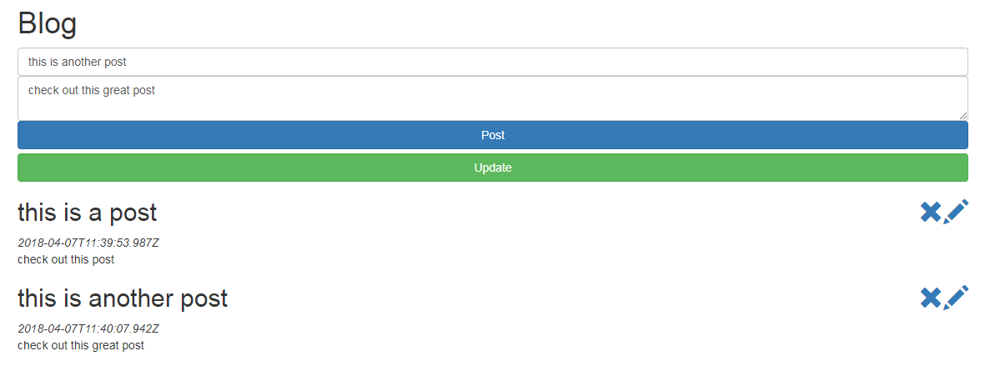 Blog
this is another post
check out this great post
Post
Update
this is a post
2018-04-07T11:39:53.987Z
check out this post
this is another post
2018-04-07T11:40:07.942Z
check out this great post